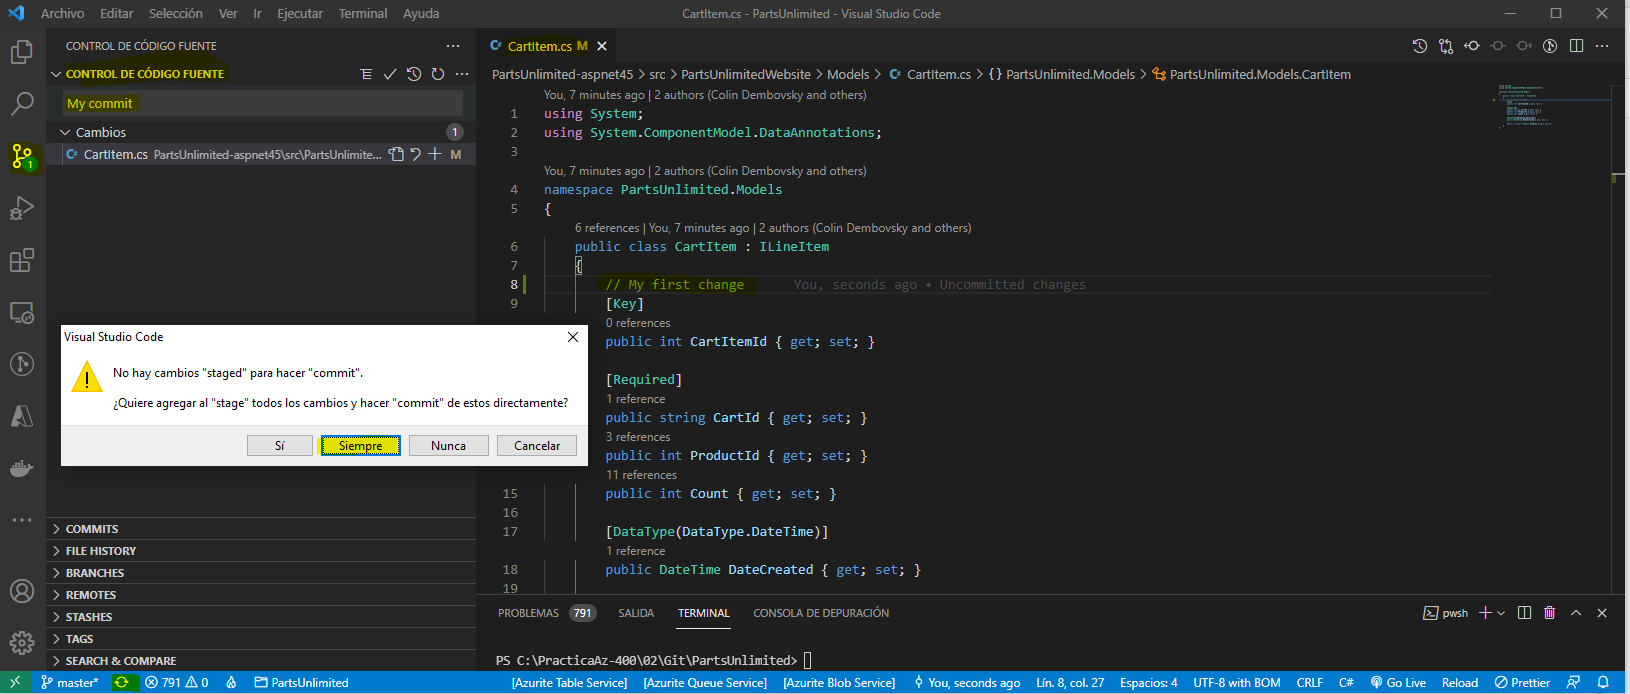 Archivo Editar Selección Ver Ir Ejecutar Terminal Ayuda CartItem.cs - PartsUnlimited - Visual Studio Code
CONTROL DE CÓDIGO FUENTE
CONTROL DE CÓDIGO FUENTE
My commit
Cambios 1
CartItem.cs PartsUnlimited-aspnet45\src\PartsUnlimite... M
1
Visual Studio Code
No hay cambios "staged" para hacer "commit".
¿Quiere agregar al "stage" todos los cambios y hacer "commit" de estos directamente?
Sí Siempre Nunca Cancelar
COMMITS
FILE HISTORY
BRANCHES
REMOTES
STASHES
TAGS
SEARCH & COMPARE
CartItem.cs M
PartsUnlimited-aspnet45 > src > PartsUnlimitedWebsite > Models > CartItem.cs > {} PartsUnlimited.Models > PartsUnlimited.Models.CartItem
You, 7 minutes ago | 2 authors (Colin Dembovsky and others)
1 using System;
2 using System.ComponentModel.DataAnnotations;
3
You, 7 minutes ago | 2 authors (Colin Dembovsky and others)
4 namespace PartsUnlimited.Models
5 {
6 references | You, 7 minutes ago | 2 authors (Colin Dembovsky and others)
6 public class CartItem : ILineItem
7 {
8 // My first change You, seconds ago • Uncommitted changes
9 [Key]
0 references
public int CartItemId { get; set; }
[Required]
1 reference
public string CartId { get; set; }
3 references
public int ProductId { get; set; }
11 references
15 public int Count { get; set; }
16
17 [DataType(DataType.DateTime)]
1 reference
18 public DateTime DateCreated { get; set; }
19
PROBLEMAS 791 SALIDA TERMINAL CONSOLA DE DEPURACIÓN pwsh
PS C:\PracticaAz-400\02\Git\PartsUnlimited>
master* 791 0 PartsUnlimited [Azurite Table Service] [Azurite Queue Service] [Azurite Blob Service] You, seconds ago Lín. 8, col. 27 Espacios: 4 UTF-8 with BOM CRLF C# Go Live Reload Prettier